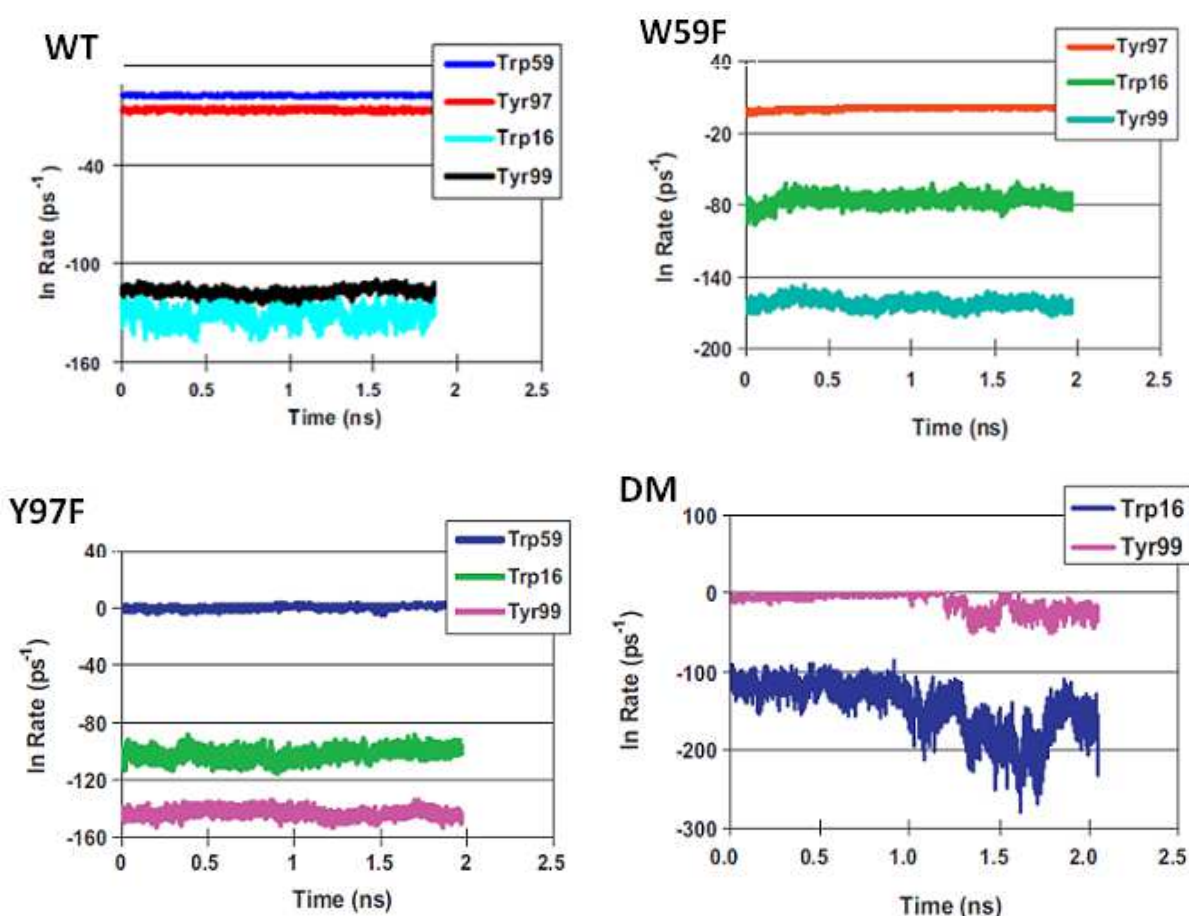 WT
Trp59
Tyr97
Trp16
Tyr99
ln Rate (ps⁻¹)
-40
-100
-160
0 0.5 1 1.5 2 2.5
Time (ns)
W59F
Tyr97
Trp16
Tyr99
ln Rate (ps⁻¹)
40
-20
-80
-140
-200
0 0.5 1 1.5 2 2.5
Time (ns)
Y97F
Trp59
Trp16
Tyr99
ln Rate (ps⁻¹)
40
0
-40
-80
-120
-160
0 0.5 1 1.5 2 2.5
Time (ns)
DM
Trp16
Tyr99
ln Rate (ps⁻¹)
100
0
-100
-200
-300
0.0 0.5 1.0 1.5 2.0 2.5
Time (ns)